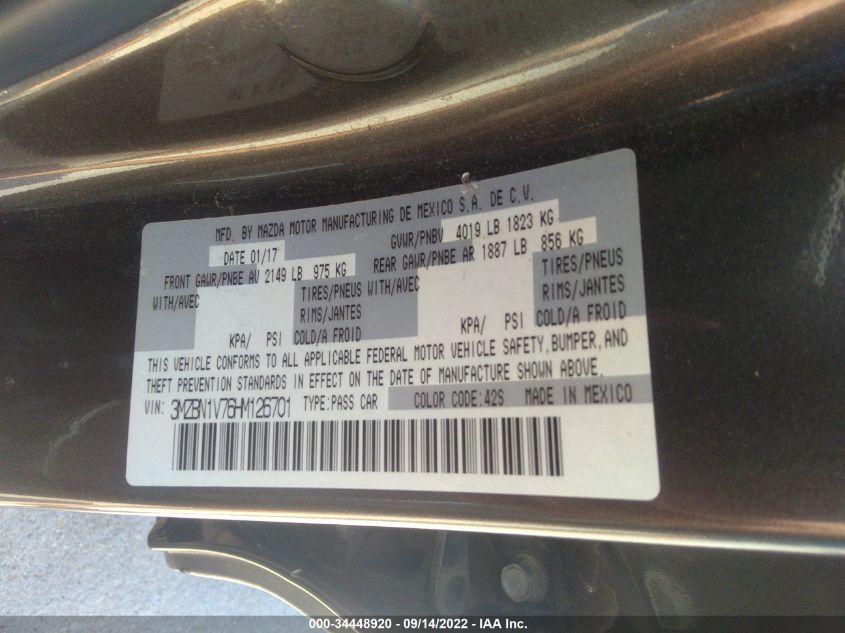 MFD. BY MAZDA MOTOR MANUFACTURING DE MEXICO S.A. DE C.V.
DATE 01/17 GVWR/PNBV 4019 LB 1823 KG
FRONT GAWR/PNBE AV 2149 LB 975 KG REAR GAWR/PNBE AR 1887 LB 856 KG
WITH/AVEC TIRES/PNEUS WITH/AVEC TIRES/PNEUS
RIMS/JANTES RIMS/JANTES
KPA/ PSI COLD/A FROID KPA/ PSI COLD/A FROID
THIS VEHICLE CONFORMS TO ALL APPLICABLE FEDERAL MOTOR VEHICLE SAFETY, BUMPER, AND
THEFT PREVENTION STANDARDS IN EFFECT ON THE DATE OF MANUFACTURE SHOWN ABOVE.
VIN: 3MZBN1V76HM126701 TYPE:PASS CAR COLOR CODE:42S MADE IN MEXICO
000-34448920 - 09/14/2022 - IAA Inc.